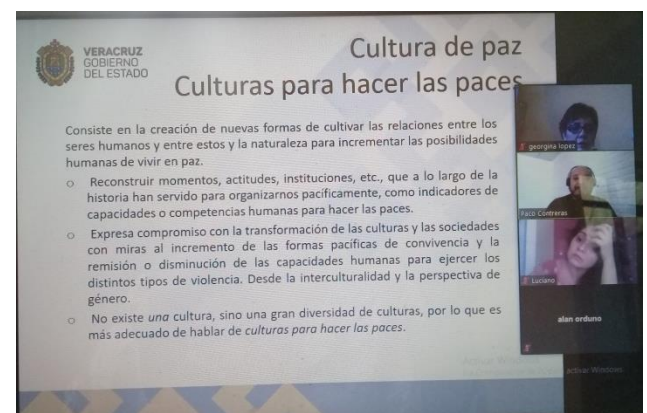 VERACRUZ
GOBIERNO
DEL ESTADO
Cultura de paz
Culturas para hacer las paces
Consiste en la creación de nuevas formas de cultivar las relaciones entre los
seres humanos y entre estos y la naturaleza para incrementar las posibilidades
humanas de vivir en paz.
o Reconstruir momentos, actitudes, instituciones, etc., que a lo largo de la
historia han servido para organizarnos pacíficamente, como indicadores de
capacidades o competencias humanas para hacer las paces.
o Expresa compromiso con la transformación de las culturas y las sociedades
con miras al incremento de las formas pacíficas de convivencia y la
remisión o disminución de las capacidades humanas para ejercer los
distintos tipos de violencia. Desde la interculturalidad y la perspectiva de
género.
o No existe una cultura, sino una gran diversidad de culturas, por lo que es
más adecuado de hablar de culturas para hacer las paces.
georgina lopez
Paco Contreras
Luciano
alan orduno
Activar
activar Windows